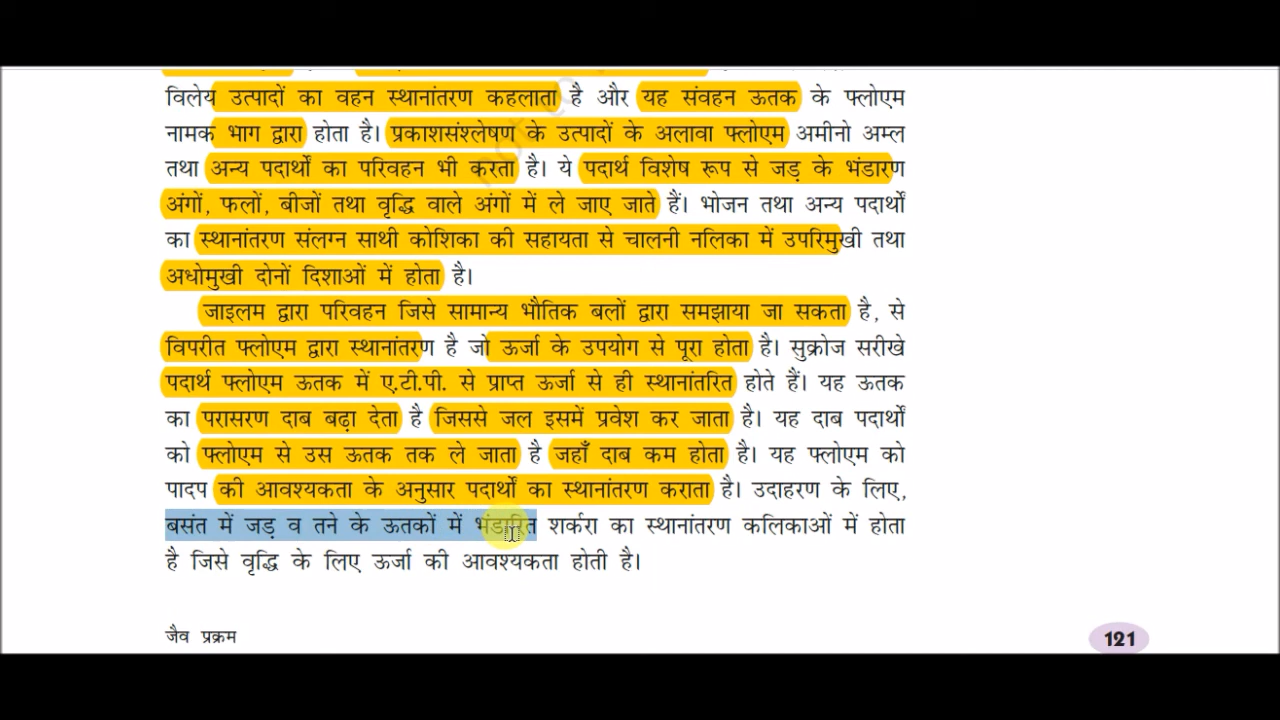 विलेय उत्पादों का वहन स्थानांतरण कहलाता है और यह संवहन ऊतक के फ्लोएम
नामक भाग द्वारा होता है। प्रकाशसंश्लेषण के उत्पादों के अलावा फ्लोएम अमीनो अम्ल
तथा अन्य पदार्थों का परिवहन भी करता है। ये पदार्थ विशेष रूप से जड़ के भंडारण
अंगों, फलों, बीजों तथा वृद्धि वाले अंगों में ले जाए जाते हैं। भोजन तथा अन्य पदार्थों
का स्थानांतरण संलग्न साथी कोशिका की सहायता से चालनी नलिका में उपरिमुखी तथा
अधोमुखी दोनों दिशाओं में होता है।
जाइलम द्वारा परिवहन जिसे सामान्य भौतिक बलों द्वारा समझाया जा सकता है, से
विपरीत फ्लोएम द्वारा स्थानांतरण है जो ऊर्जा के उपयोग से पूरा होता है। सुक्रोज सरीखे
पदार्थ फ्लोएम ऊतक में ए.टी.पी. से प्राप्त ऊर्जा से ही स्थानांतरित होते हैं। यह ऊतक
का परासरण दाब बढ़ा देता है जिससे जल इसमें प्रवेश कर जाता है। यह दाब पदार्थों
को फ्लोएम से उस ऊतक तक ले जाता है जहाँ दाब कम होता है। यह फ्लोएम को
पादप की आवश्यकता के अनुसार पदार्थों का स्थानांतरण कराता है। उदाहरण के लिए,
बसंत में जड़ व तने के ऊतकों में भंडारित शर्करा का स्थानांतरण कलिकाओं में होता
है जिसे वृद्धि के लिए ऊर्जा की आवश्यकता होती है।
जैव प्रक्रम
121